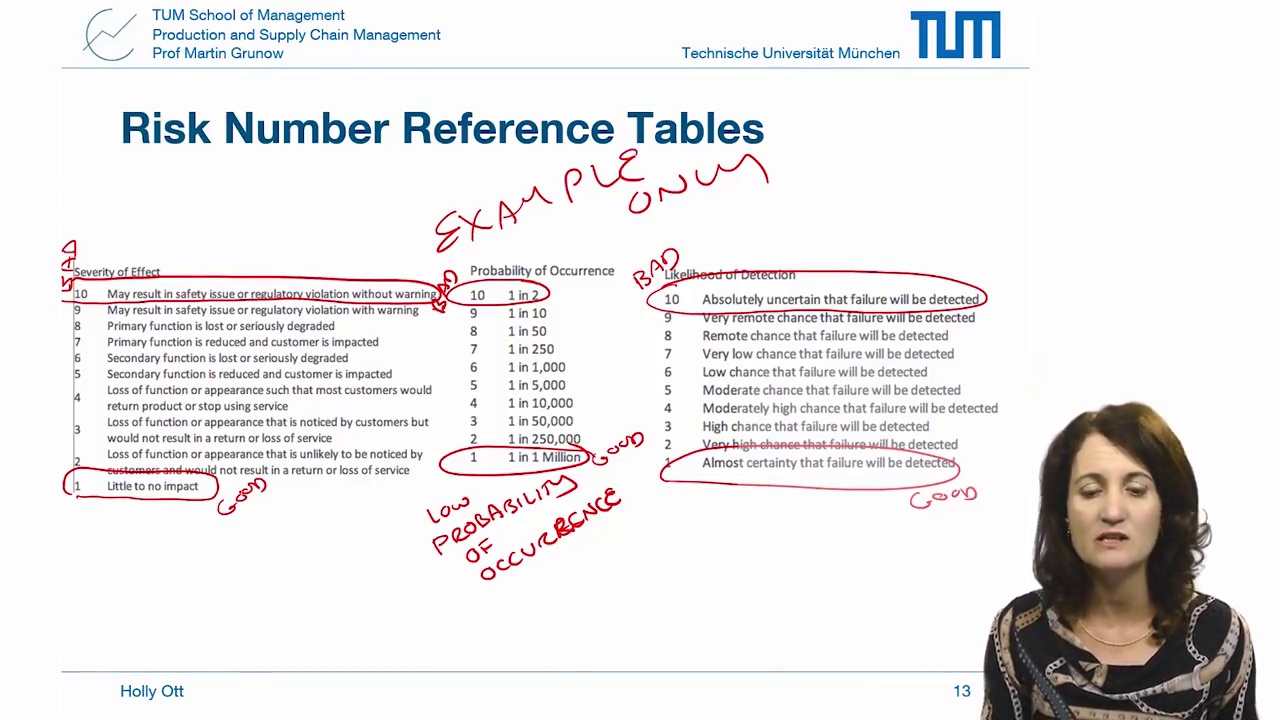 TUM School of Management
Production and Supply Chain Management
Prof Martin Grunow
Technische Universität München
TUM
Risk Number Reference Tables
EXAMPLE
ONLY
BAD
Severity of Effect
10 May result in safety issue or regulatory violation without warning
9 May result in safety issue or regulatory violation with warning
8 Primary function is lost or seriously degraded
7 Primary function is reduced and customer is impacted
6 Secondary function is lost or seriously degraded
5 Secondary function is reduced and customer is impacted
4 Loss of function or appearance such that most customers would
return product or stop using service
3 Loss of function or appearance that is noticed by customers but
would not result in a return or loss of service
2 Loss of function or appearance that is unlikely to be noticed by
customers and would not result in a return or loss of service
1 Little to no impact
GOOD
BAD
Probability of Occurrence
10 1 in 2
9 1 in 10
8 1 in 50
7 1 in 250
6 1 in 1,000
5 1 in 5,000
4 1 in 10,000
3 1 in 50,000
2 1 in 250,000
1 1 in 1 Million
GOOD
LOW
PROBABILITY
OF
OCCURRENCE
BAD
Likelihood of Detection
10 Absolutely uncertain that failure will be detected
9 Very remote chance that failure will be detected
8 Remote chance that failure will be detected
7 Very low chance that failure will be detected
6 Low chance that failure will be detected
5 Moderate chance that failure will be detected
4 Moderately high chance that failure will be detected
3 High chance that failure will be detected
2 Very high chance that failure will be detected
1 Almost certainty that failure will be detected
GOOD
Holly Ott
13